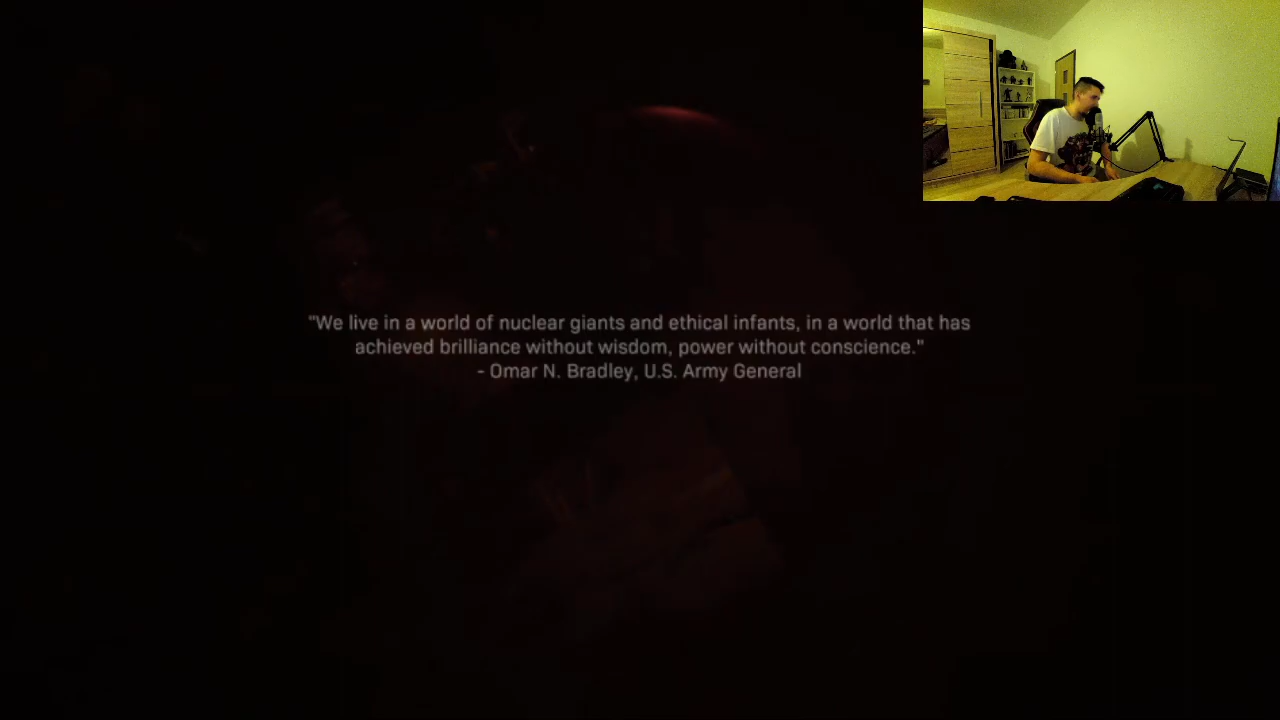 "We live in a world of nuclear giants and ethical infants, in a world that has
achieved brilliance without wisdom, power without conscience."
- Omar N. Bradley, U.S. Army General